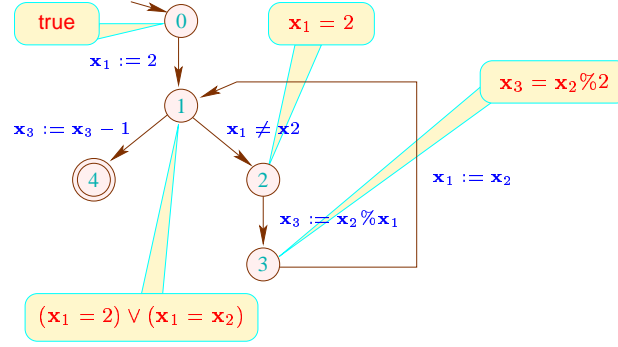 true
0
x₁ = 2
x₁ := 2
x₃ = x₂%2
1
x₃ := x₃ − 1
x₁ ≠ x2
4
2
x₁ := x₂
x₃ := x₂%x₁
3
(x₁ = 2) ∨ (x₁ = x₂)